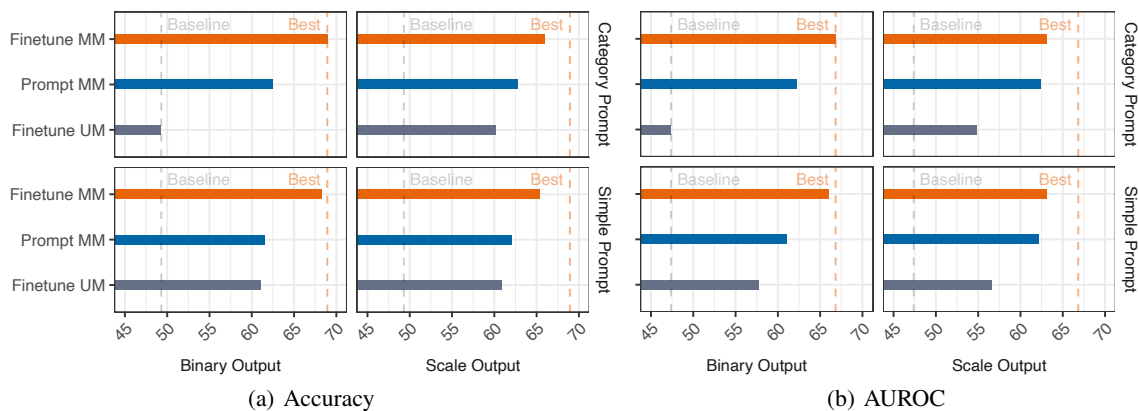 Baseline Best Baseline Best Baseline Best Baseline Best
Finetune MM
Prompt MM
Finetune UM
Category Prompt
Category Prompt
Baseline Best Baseline Best Baseline Best Baseline Best
Finetune MM
Prompt MM
Finetune UM
Simple Prompt
Simple Prompt
45 50 55 60 65 70 45 50 55 60 65 70 45 50 55 60 65 70 45 50 55 60 65 70
Binary Output Scale Output Binary Output Scale Output
(a) Accuracy (b) AUROC